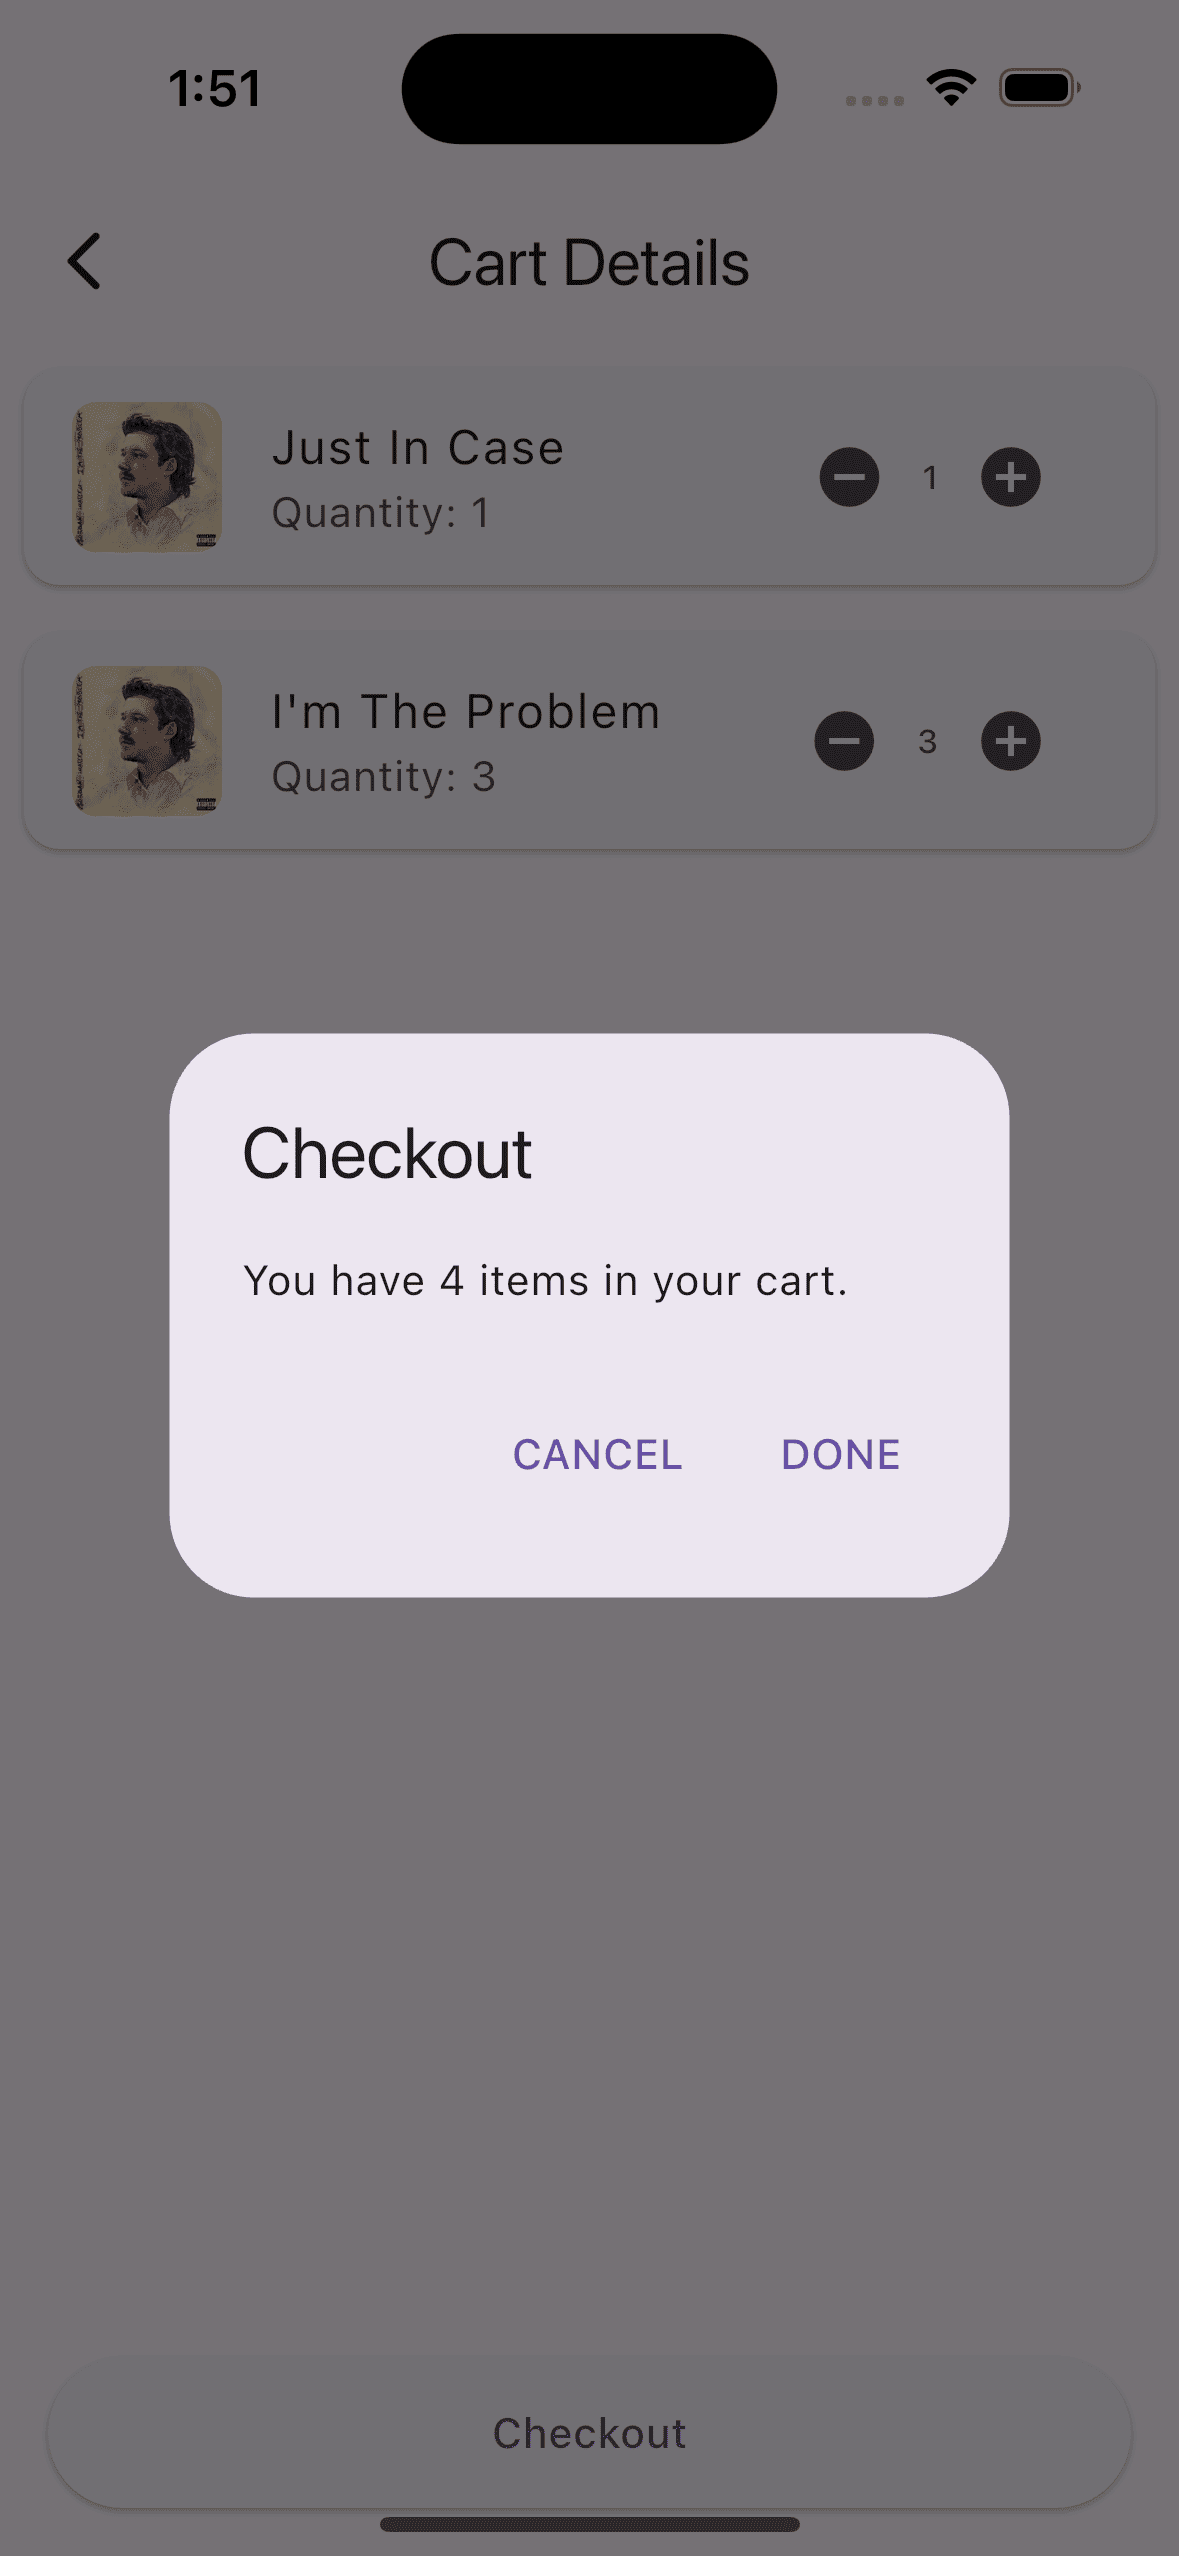 1:51
Cart Details
Just In Case
Quantity: 1
1
I'm The Problem
Quantity: 3
3
Checkout
You have 4 items in your cart.
CANCEL
DONE
Checkout